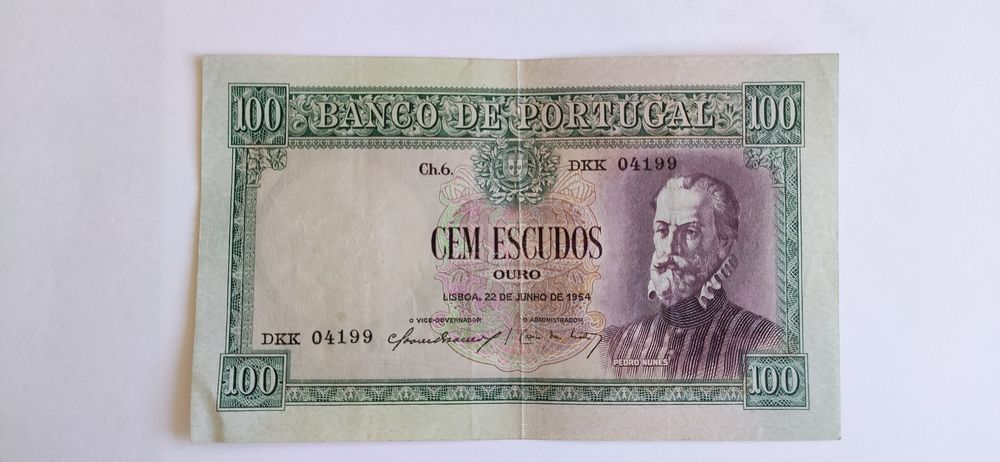 100 BANCO DE PORTUGAL 100
Ch.6. DKK 04199
CEM ESCUDOS
OURO
LISBOA, 22 DE JUNHO DE 1954
O VICE-GOVERNADOR O ADMINISTRADOR
DKK 04199
PEDRO NUNES
100 100